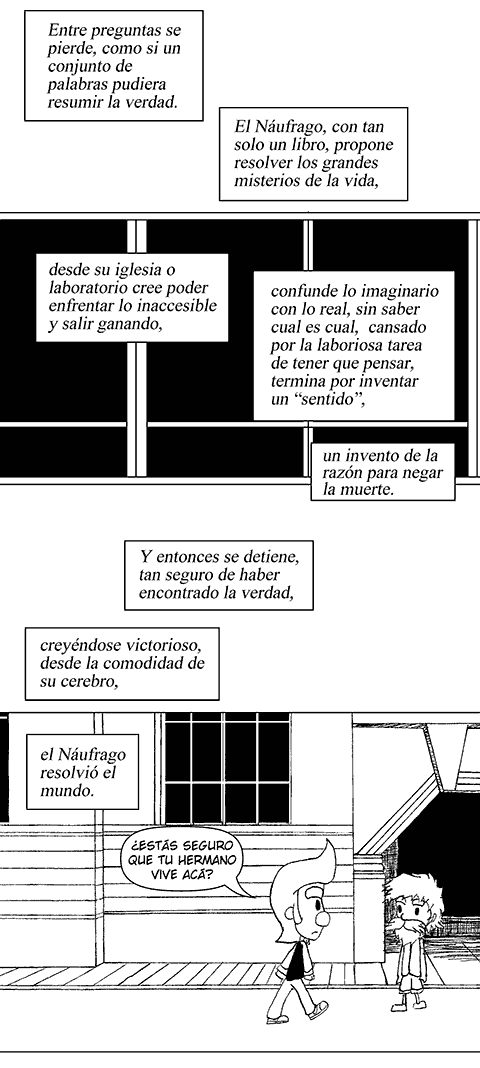 Entre preguntas se
pierde, como si un
conjunto de
palabras pudiera
resumir la verdad.
El Náufrago, con tan
solo un libro, propone
resolver los grandes
misterios de la vida,
desde su iglesia o
laboratorio cree poder
enfrentar lo inaccesible
y salir ganando,
confunde lo imaginario
con lo real, sin saber
cual es cual, cansado
por la laboriosa tarea
de tener que pensar,
termina por inventar
un “sentido”,
un invento de la
razón para negar
la muerte.
Y entonces se detiene,
tan seguro de haber
encontrado la verdad,
creyéndose victorioso,
desde la comodidad de
su cerebro,
el Náufrago
resolvió el
mundo.
¿ESTÁS SEGURO
QUE TU HERMANO
VIVE ACÁ?